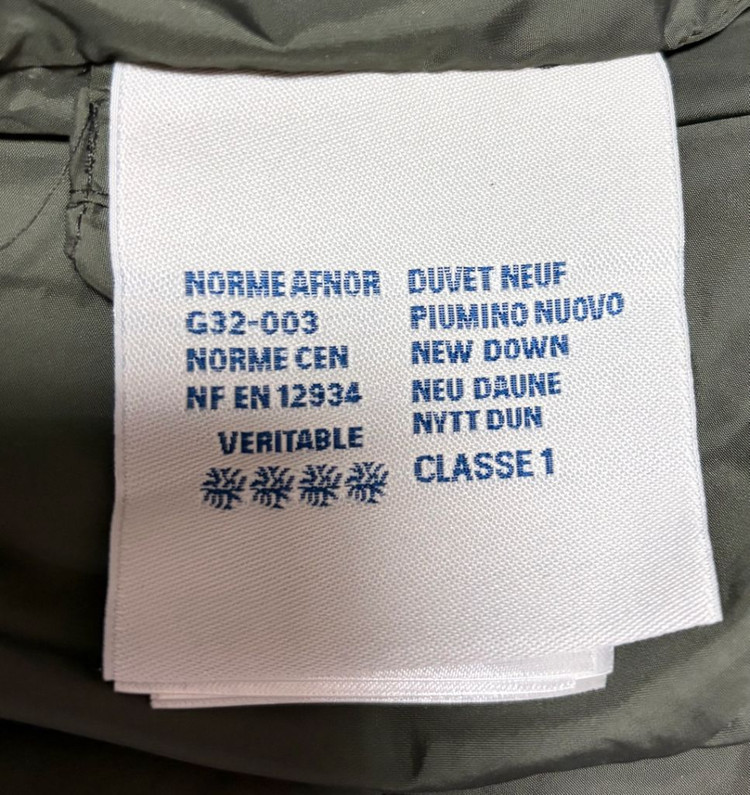 NORME AFNOR
G32-003
NORME CEN
NF EN 12934
VERITABLE
DUVET NEUF
PIUMINO NUOVO
NEW DOWN
NEU DAUNE
NYTT DUN
CLASSE 1